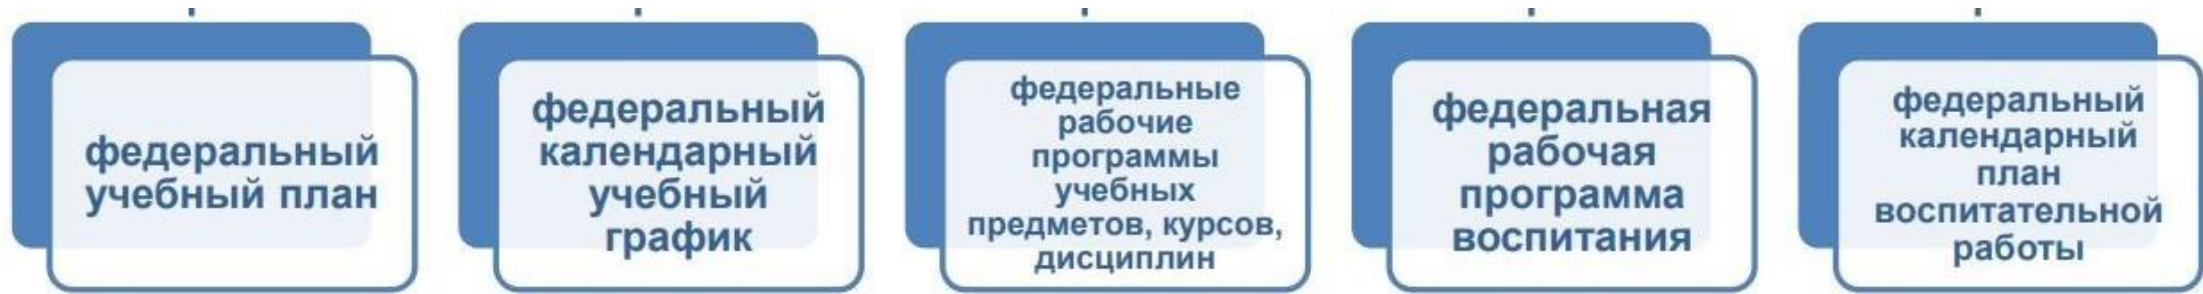 федеральный
учебный план
федеральный
календарный
учебный
график
федеральные
рабочие
программы
учебных
предметов, курсов,
дисциплин
федеральная
рабочая
программа
воспитания
федеральный
календарный
план
воспитательной
работы